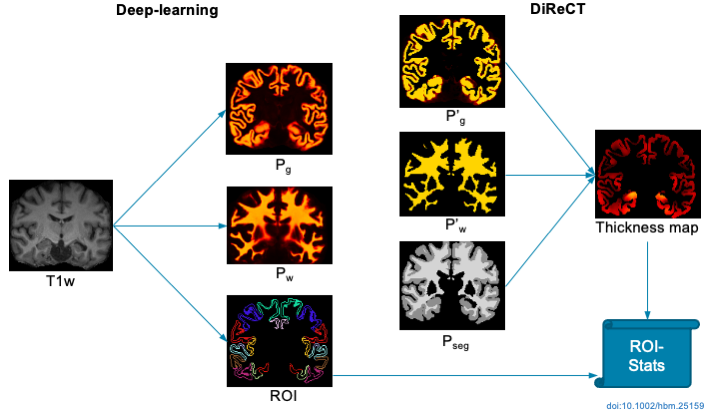 Deep-learning
DiReCT
P'g
Pg
P'w
T1w
Pw
Thickness map
Pseg
ROI
ROI-
Stats
doi:10.1002/hbm.25159